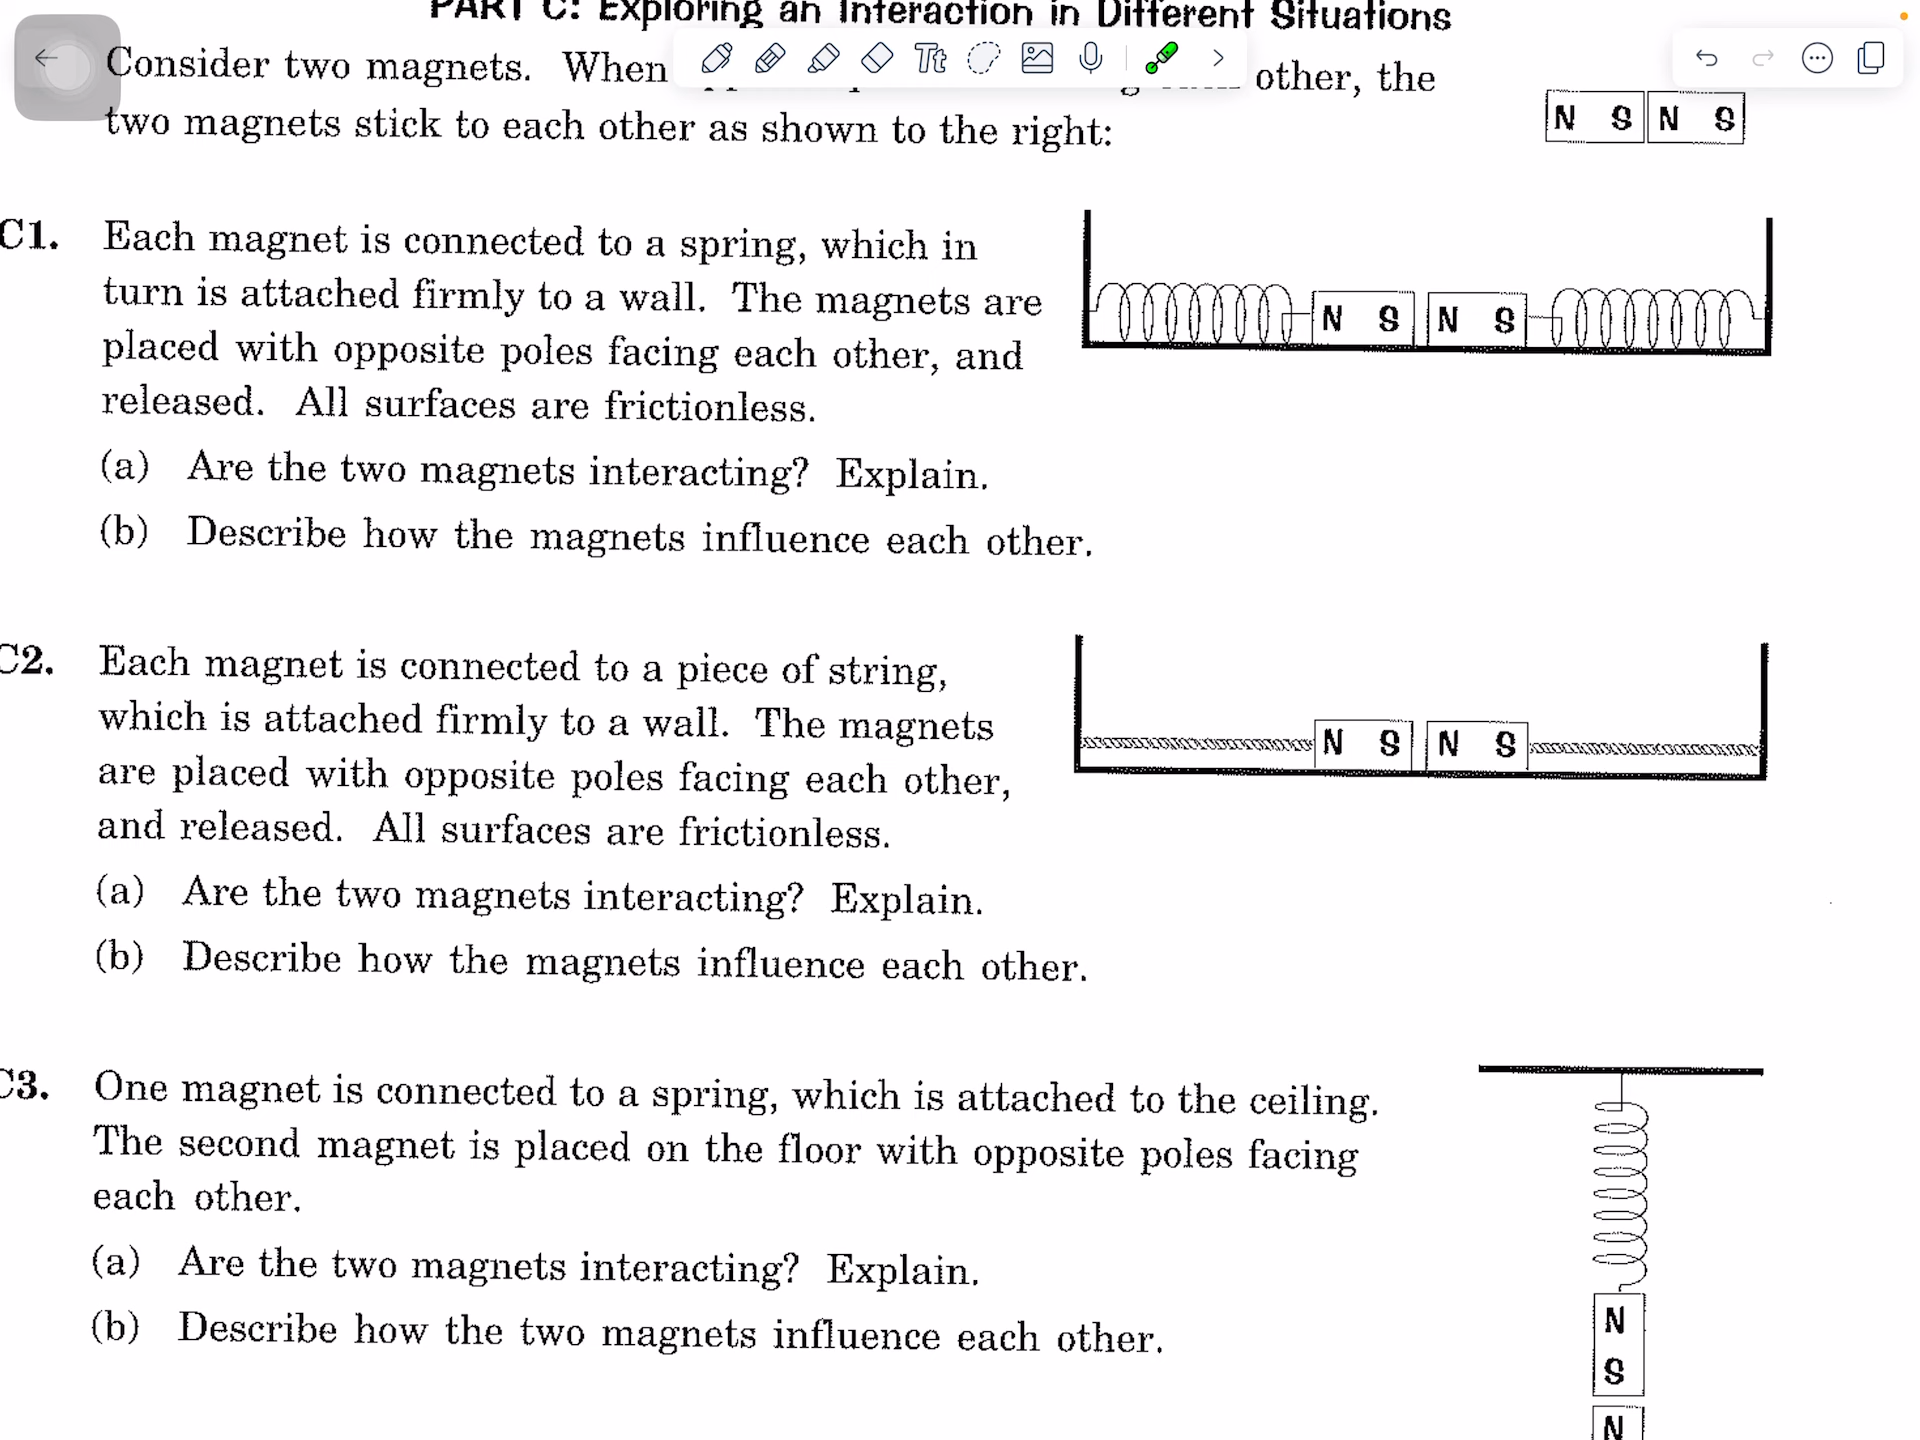 PART C: Exploring an Interaction in Different Situations
Consider two magnets. When other, the
two magnets stick to each other as shown to the right:
N S N S
C1. Each magnet is connected to a spring, which in
turn is attached firmly to a wall. The magnets are
placed with opposite poles facing each other, and
released. All surfaces are frictionless.
N S N S
(a) Are the two magnets interacting? Explain.
(b) Describe how the magnets influence each other.
C2. Each magnet is connected to a piece of string,
which is attached firmly to a wall. The magnets
are placed with opposite poles facing each other,
and released. All surfaces are frictionless.
N S N S
(a) Are the two magnets interacting? Explain.
(b) Describe how the magnets influence each other.
C3. One magnet is connected to a spring, which is attached to the ceiling.
The second magnet is placed on the floor with opposite poles facing
each other.
(a) Are the two magnets interacting? Explain.
(b) Describe how the two magnets influence each other.
N
S
N
Tt